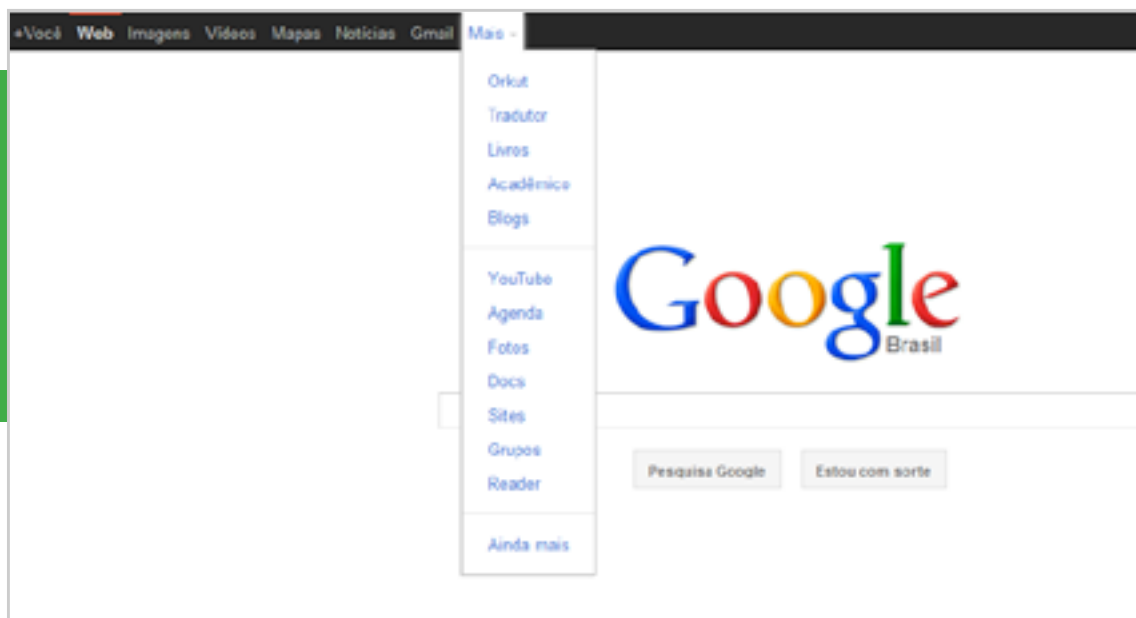 +Você Web Imagens Vídeos Mapas Notícias Gmail Mais
Orkut
Tradutor
Livros
Acadêmico
Blogs
YouTube
Agenda
Fotos
Docs
Sites
Grupos
Reader
Ainda mais
Google
Brasil
Pesquisa Google Estou com sorte